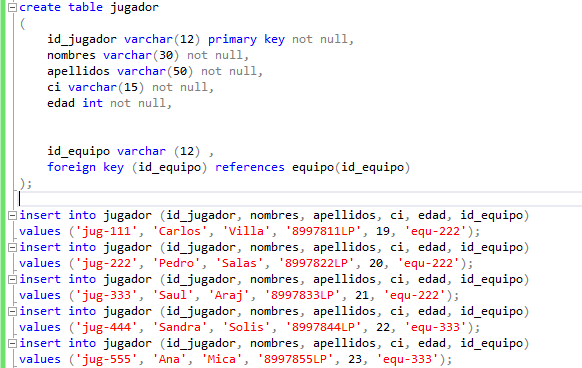 create table jugador
(
id_jugador varchar(12) primary key not null,
nombres varchar(30) not null,
apellidos varchar(50) not null,
ci varchar(15) not null,
edad int not null,
id_equipo varchar (12) ,
foreign key (id_equipo) references equipo(id_equipo)
);
insert into jugador (id_jugador, nombres, apellidos, ci, edad, id_equipo)
values ('jug-111', 'Carlos', 'Villa', '8997811LP', 19, 'equ-222');
insert into jugador (id_jugador, nombres, apellidos, ci, edad, id_equipo)
values ('jug-222', 'Pedro', 'Salas', '8997822LP', 20, 'equ-222');
insert into jugador (id_jugador, nombres, apellidos, ci, edad, id_equipo)
values ('jug-333', 'Saul', 'Araj', '8997833LP', 21, 'equ-222');
insert into jugador (id_jugador, nombres, apellidos, ci, edad, id_equipo)
values ('jug-444', 'Sandra', 'Solis', '8997844LP', 22, 'equ-333');
insert into jugador (id_jugador, nombres, apellidos, ci, edad, id_equipo)
values ('jug-555', 'Ana', 'Mica', '8997855LP', 23, 'equ-333');